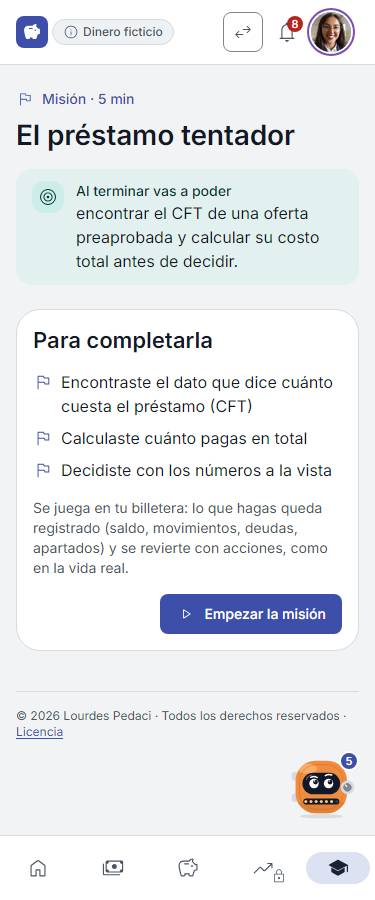 Dinero ficticio
8
Misión · 5 min
El préstamo tentador
Al terminar vas a poder
encontrar el CFT de una oferta
preaprobada y calcular su costo
total antes de decidir.
Para completarla
Encontraste el dato que dice cuánto
cuesta el préstamo (CFT)
Calculaste cuánto pagas en total
Decidiste con los números a la vista
Se juega en tu billetera: lo que hagas queda
registrado (saldo, movimientos, deudas,
apartados) y se revierte con acciones, como
en la vida real.
Empezar la misión
© 2026 Lourdes Pedaci · Todos los derechos reservados ·
Licencia
5